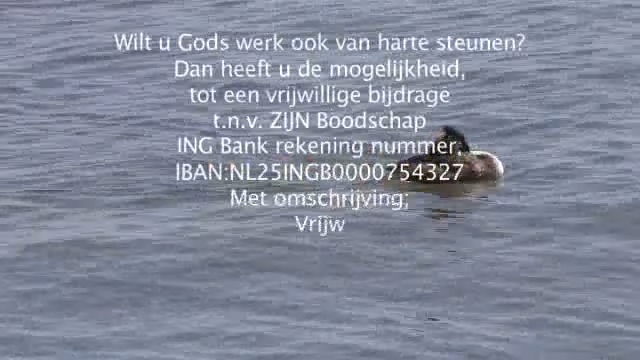 Wilt u Gods werk ook van harte steunen?
Dan heeft u de mogelijkheid,
tot een vrijwillige bijdrage
t.n.v. ZIJN Boodschap
ING Bank rekening nummer;
IBAN:NL25INGB0000754327
Met omschrijving;
Vrijw